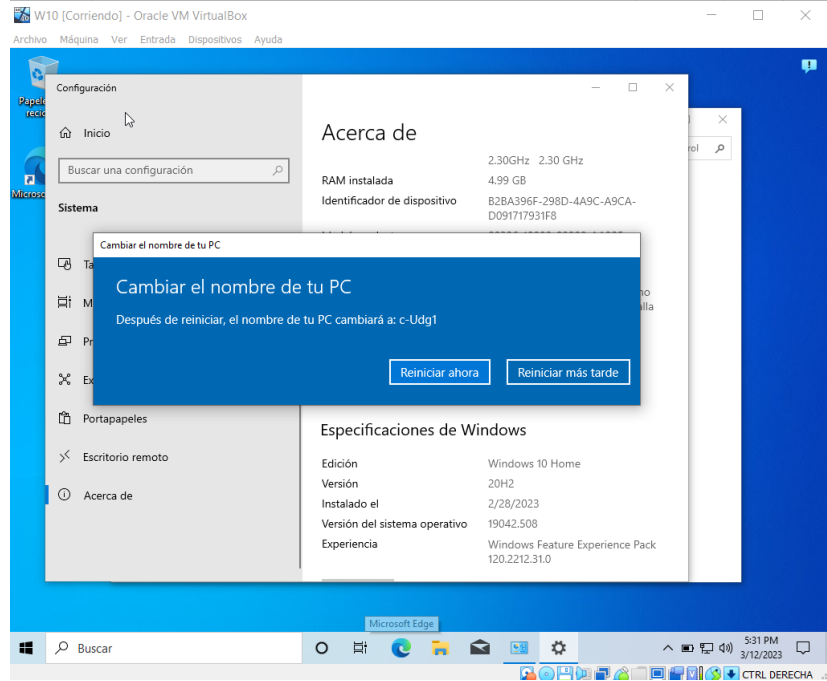 W10 [Corriendo] - Oracle VM VirtualBox
Archivo Máquina Ver Entrada Dispositivos Ayuda
Configuración
Inicio
Buscar una configuración
Sistema
Acerca de
2.30GHz 2.30 GHz
RAM instalada 4.99 GB
Identificador de dispositivo B2BA396F-298D-4A9C-A9CA-
D091717931F8
Cambiar el nombre de tu PC
Cambiar el nombre de tu PC
Después de reiniciar, el nombre de tu PC cambiará a: c-Udg1
Reiniciar ahora Reiniciar más tarde
Portapapeles
Escritorio remoto
Acerca de
Especificaciones de Windows
Edición Windows 10 Home
Versión 20H2
Instalado el 2/28/2023
Versión del sistema operativo 19042.508
Experiencia Windows Feature Experience Pack
120.2212.31.0
Microsoft Edge
Buscar
5:31 PM
3/12/2023
CTRL DERECHA